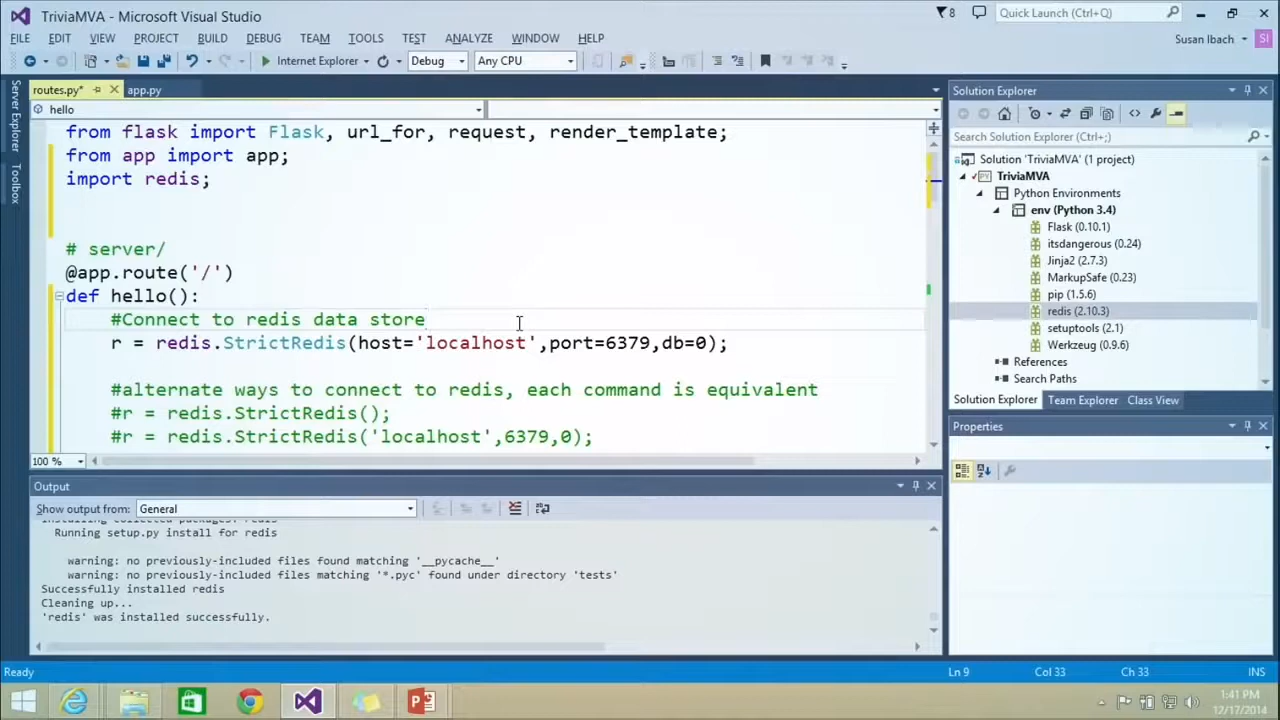 TriviaMVA - Microsoft Visual Studio
8
Quick Launch (Ctrl+Q)
FILE EDIT VIEW PROJECT BUILD DEBUG TEAM TOOLS TEST ANALYZE WINDOW HELP
Susan Ibach SI
Internet Explorer Debug Any CPU
Server Explorer
Toolbox
routes.py* app.py
hello
from flask import Flask, url_for, request, render_template;
from app import app;
import redis;
# server/
@app.route('/')
def hello():
#Connect to redis data store
r = redis.StrictRedis(host='localhost',port=6379,db=0);
#alternate ways to connect to redis, each command is equivalent
#r = redis.StrictRedis();
#r = redis.StrictRedis('localhost',6379,0);
100 %
Solution Explorer
Search Solution Explorer (Ctrl+;)
Solution 'TriviaMVA' (1 project)
TriviaMVA
Python Environments
env (Python 3.4)
Flask (0.10.1)
itsdangerous (0.24)
Jinja2 (2.7.3)
MarkupSafe (0.23)
pip (1.5.6)
redis (2.10.3)
setuptools (2.1)
Werkzeug (0.9.6)
References
Search Paths
Solution Explorer Team Explorer Class View
Properties
Output
Show output from: General
Installing collected packages: redis
Running setup.py install for redis
warning: no previously-included files found matching '__pycache__'
warning: no previously-included files matching '*.pyc' found under directory 'tests'
Successfully installed redis
Cleaning up...
'redis' was installed successfully.
Ready Ln 9 Col 33 Ch 33 INS
1:41 PM
12/17/2014